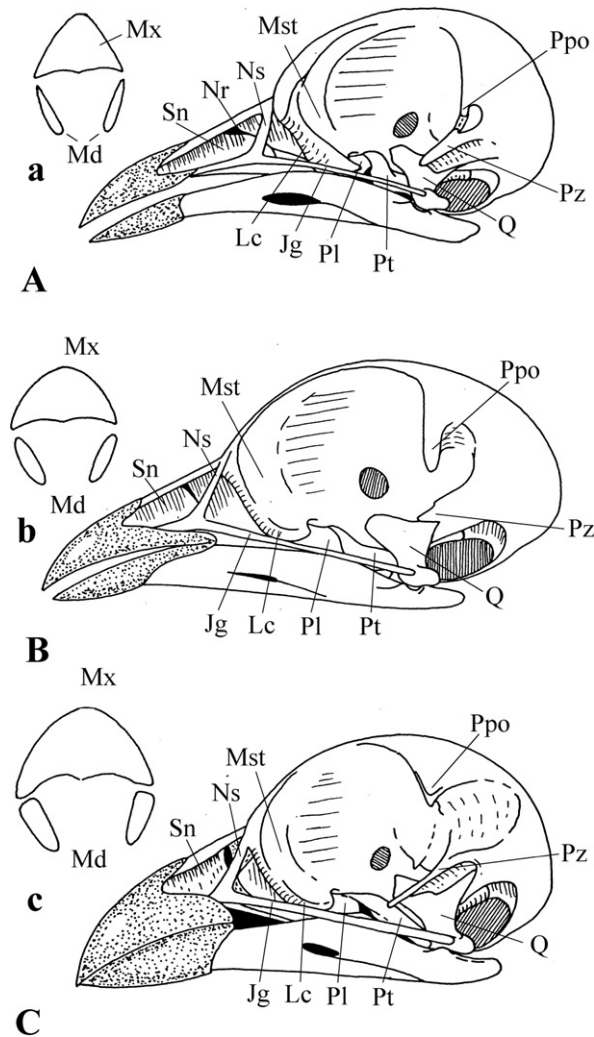 Mx
Mst
Ppo
Ns
Nr
Sn
Md
a
Pz
Lc
Jg
Pl
Pt
Q
A
Mx
Mst
Ppo
Ns
Sn
Md
b
Pz
Q
Jg
Lc
Pl
Pt
B
Mx
Ppo
Mst
Ns
Sn
Md
Pz
c
Q
Jg
Lc
Pl
Pt
C